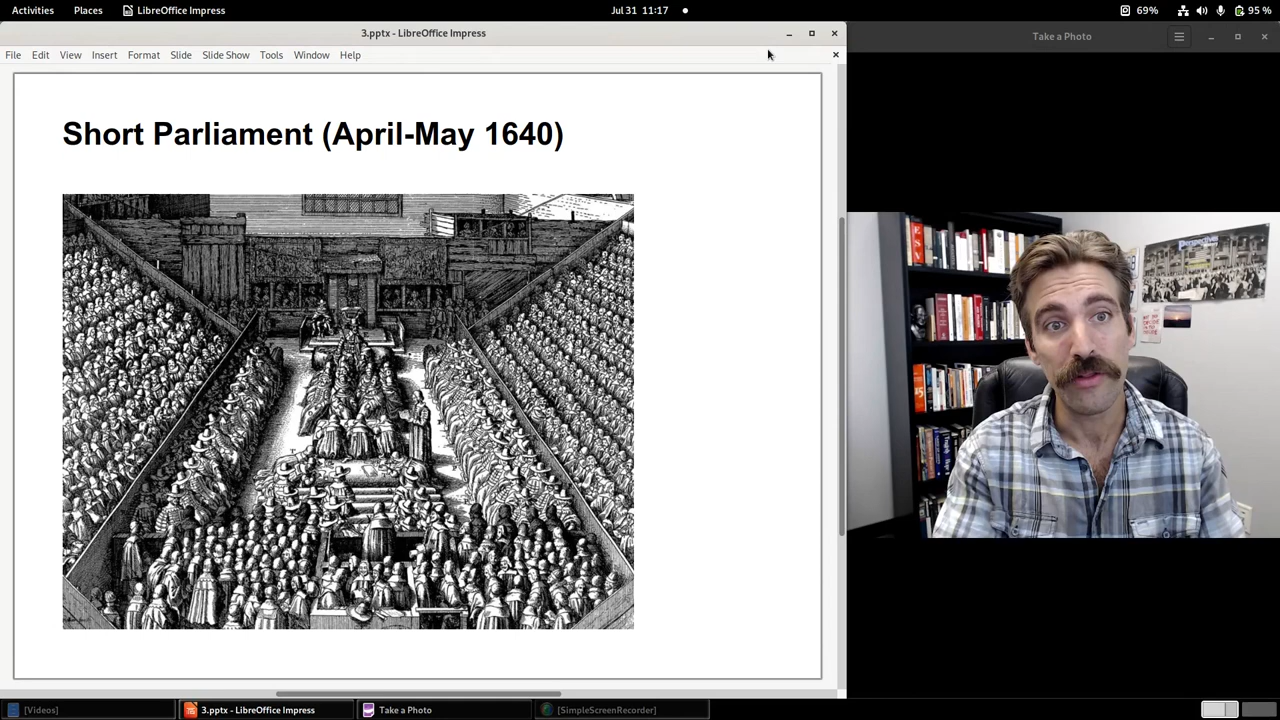 Activities Places LibreOffice Impress Jul 31 11:17 69% 95 %
3.pptx - LibreOffice Impress
File Edit View Insert Format Slide Slide Show Tools Window Help
Short Parliament (April-May 1640)
Take a Photo
Perspectives
[Videos] 3.pptx - LibreOffice Impress Take a Photo [SimpleScreenRecorder]